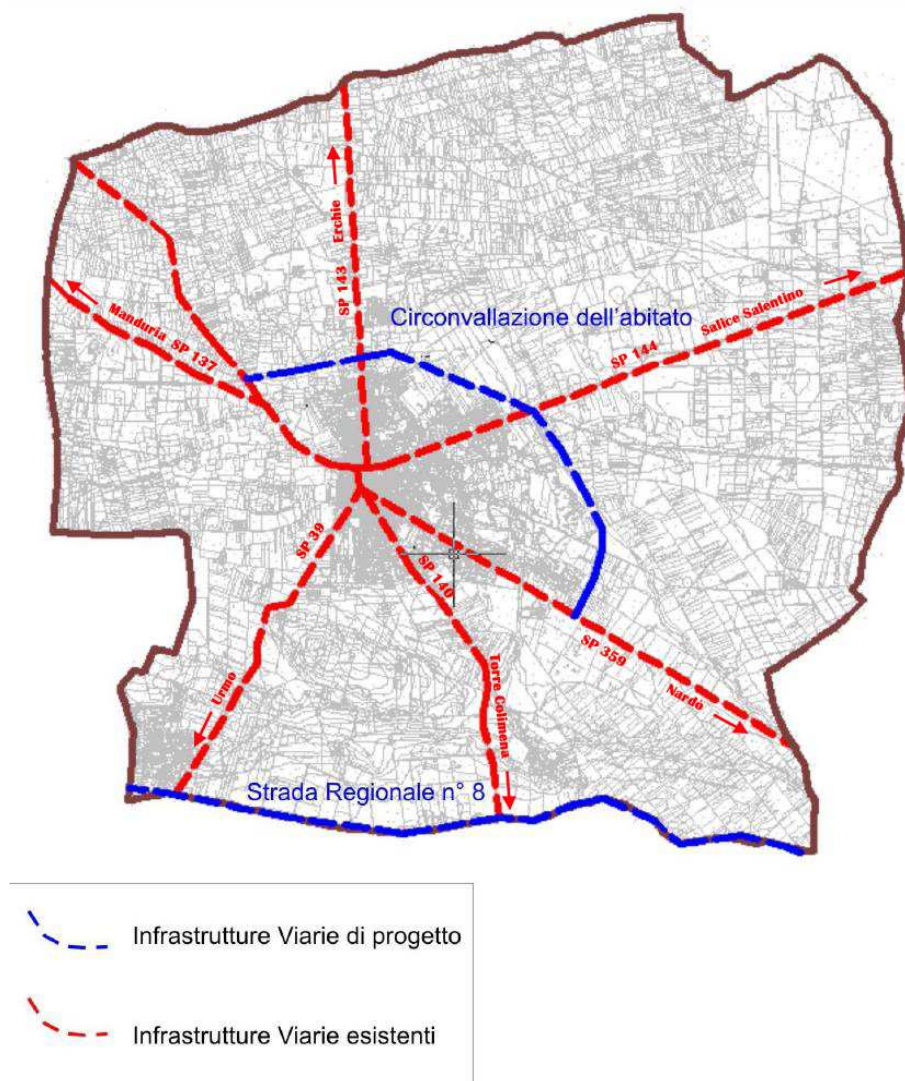 Erchie
SP 143
Circonvallazione dell'abitato
Manduria SP 137
SP 144
Salice Salentino
SP 39
SP 140
SP 359
Nardò
Urmo
Torre Colimena
Strada Regionale n° 8
Infrastrutture Viarie di progetto
Infrastrutture Viarie esistenti